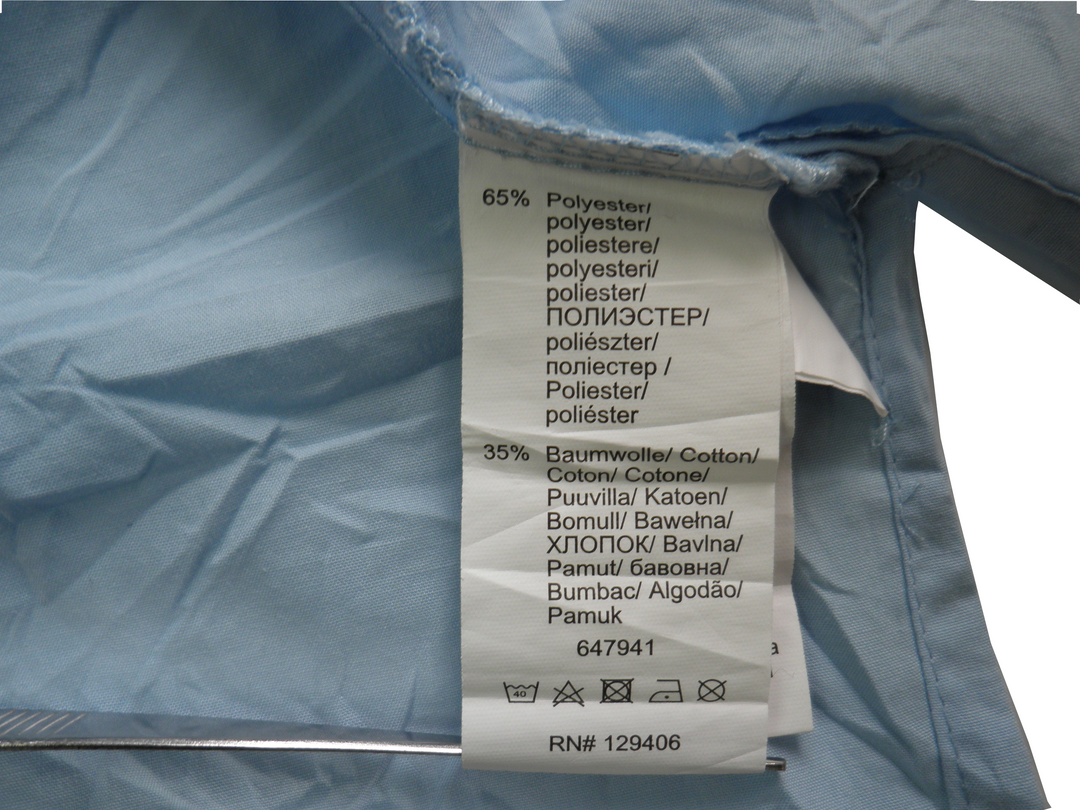 65% Polyester/
polyester/
poliestere/
polyesteri/
poliester/
ПОЛИЭСТЕР/
poliészter/
поліестер /
Poliester/
poliéster
35% Baumwolle/ Cotton/
Coton/ Cotone/
Puuvilla/ Katoen/
Bomull/ Bawełna/
ХЛОПОК/ Bavlna/
Pamut/ бавовна/
Bumbac/ Algodão/
Pamuk
647941
40
RN# 129406